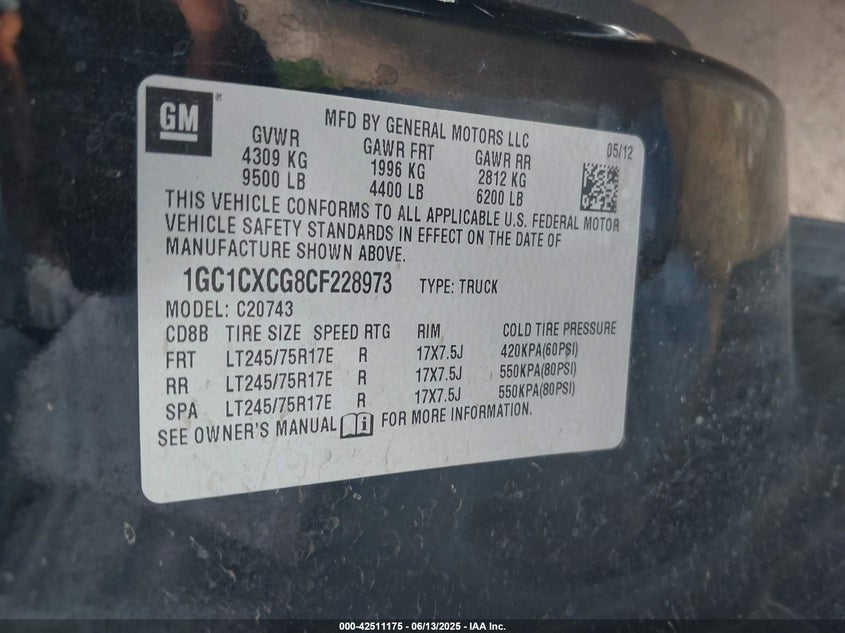 GM
MFD BY GENERAL MOTORS LLC
05/12
GVWR GAWR FRT GAWR RR
4309 KG 1996 KG 2812 KG
9500 LB 4400 LB 6200 LB
THIS VEHICLE CONFORMS TO ALL APPLICABLE U.S. FEDERAL MOTOR
VEHICLE SAFETY STANDARDS IN EFFECT ON THE DATE OF
MANUFACTURE SHOWN ABOVE.
1GC1CXCG8CF228973 TYPE: TRUCK
MODEL: C20743
CD8B TIRE SIZE SPEED RTG RIM COLD TIRE PRESSURE
FRT LT245/75R17E R 17X7.5J 420KPA(60PSI)
RR LT245/75R17E R 17X7.5J 550KPA(80PSI)
SPA LT245/75R17E R 17X7.5J 550KPA(80PSI)
SEE OWNER'S MANUAL FOR MORE INFORMATION.
000-42511175 - 06/13/2025 - IAA Inc.